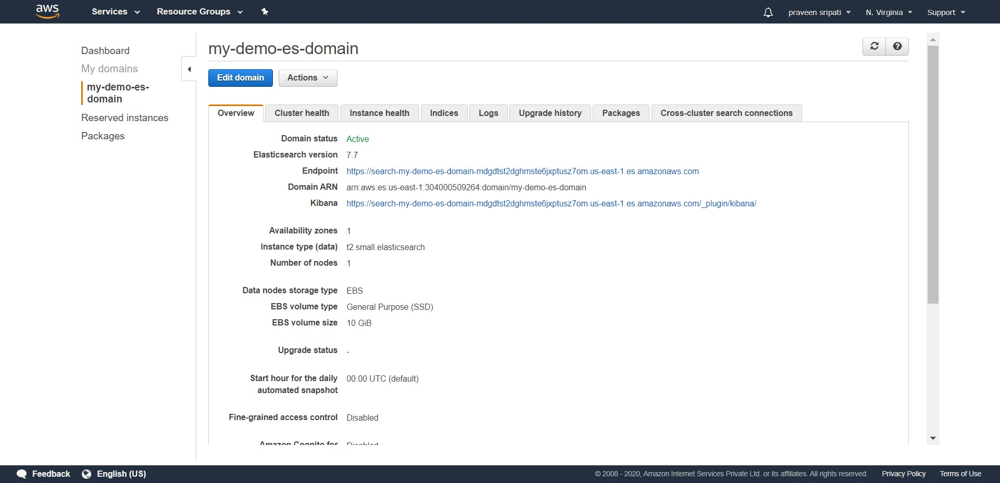 aws Services Resource Groups praveen sripati N. Virginia Support
Dashboard
My domains
my-demo-es-
domain
Reserved instances
Packages
my-demo-es-domain
Edit domain Actions
Overview Cluster health Instance health Indices Logs Upgrade history Packages Cross-cluster search connections
Domain status Active
Elasticsearch version 7.7
Endpoint https://search-my-demo-es-domain-mdgdtst2dghmste6jxptusz7om.us-east-1.es.amazonaws.com
Domain ARN arn:aws:es:us-east-1:304000509264:domain/my-demo-es-domain
Kibana https://search-my-demo-es-domain-mdgdtst2dghmste6jxptusz7om.us-east-1.es.amazonaws.com/_plugin/kibana/
Availability zones 1
Instance type (data) t2.small.elasticsearch
Number of nodes 1
Data nodes storage type EBS
EBS volume type General Purpose (SSD)
EBS volume size 10 GiB
Upgrade status -
Start hour for the daily 00:00 UTC (default)
automated snapshot
Fine-grained access control Disabled
Amazon Cognito for Disabled
Feedback English (US) © 2008 - 2020, Amazon Internet Services Private Ltd. or its affiliates. All rights reserved. Privacy Policy Terms of Use